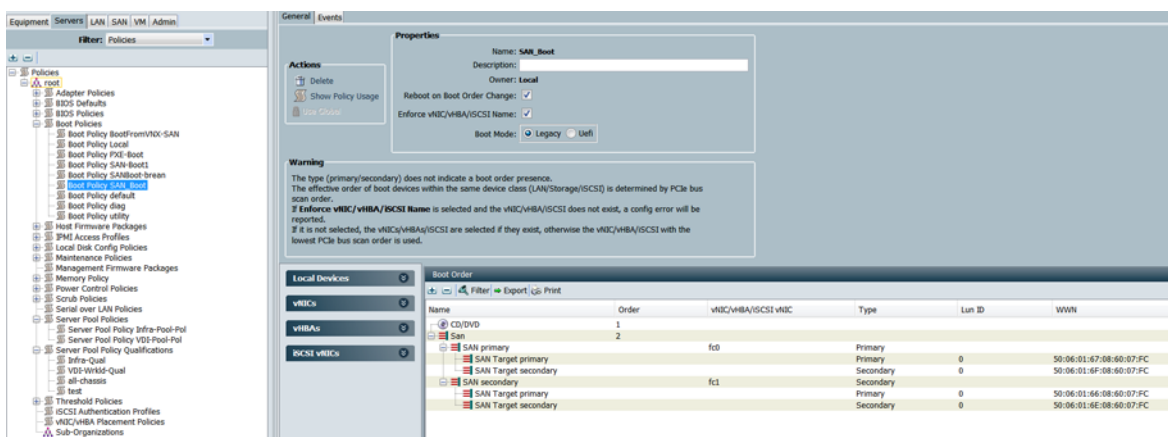 Equipment Servers LAN SAN VM Admin
Filter: Policies
Policies
root
Adapter Policies
BIOS Defaults
BIOS Policies
Boot Policies
Boot Policy BootFromVNX-SAN
Boot Policy Local
Boot Policy PXE-Boot
Boot Policy SAN-Boot1
Boot Policy SANBoot-brean
Boot Policy SAN_Boot
Boot Policy default
Boot Policy diag
Boot Policy utility
Host Firmware Packages
IPMI Access Profiles
Local Disk Config Policies
Maintenance Policies
Management Firmware Packages
Memory Policy
Power Control Policies
Scrub Policies
Serial over LAN Policies
Server Pool Policies
Server Pool Policy Infra-Pool-Pol
Server Pool Policy VDI-Pool-Pol
Server Pool Policy Qualifications
Infra-Qual
VDI-Wrkld-Qual
all-chassis
test
Threshold Policies
iSCSI Authentication Profiles
vNIC/vHBA Placement Policies
Sub-Organizations
General Events
Actions
Delete
Show Policy Usage
Use Global
Properties
Name: SAN_Boot
Description:
Owner: Local
Reboot on Boot Order Change:
Enforce vNIC/vHBA/iSCSI Name:
Boot Mode: Legacy Uefi
Warning
The type (primary/secondary) does not indicate a boot order presence.
The effective order of boot devices within the same device class (LAN/Storage/iSCSI) is determined by PCIe bus
scan order.
If Enforce vNIC/vHBA/iSCSI Name is selected and the vNIC/vHBA/iSCSI does not exist, a config error will be
reported.
If it is not selected, the vNICs/vHBAs/iSCSI are selected if they exist, otherwise the vNIC/vHBA/iSCSI with the
lowest PCIe bus scan order is used.
Local Devices
vNICs
vHBAs
iSCSI vNICs
Boot Order
Filter Export Print
Name Order vNIC/vHBA/iSCSI vNIC Type Lun ID WWN
CD/DVD 1
San 2
SAN primary fc0 Primary
SAN Target primary Primary 0 50:06:01:67:08:60:07:FC
SAN Target secondary Secondary 0 50:06:01:6F:08:60:07:FC
SAN secondary fc1 Secondary
SAN Target primary Primary 0 50:06:01:66:08:60:07:FC
SAN Target secondary Secondary 0 50:06:01:6E:08:60:07:FC